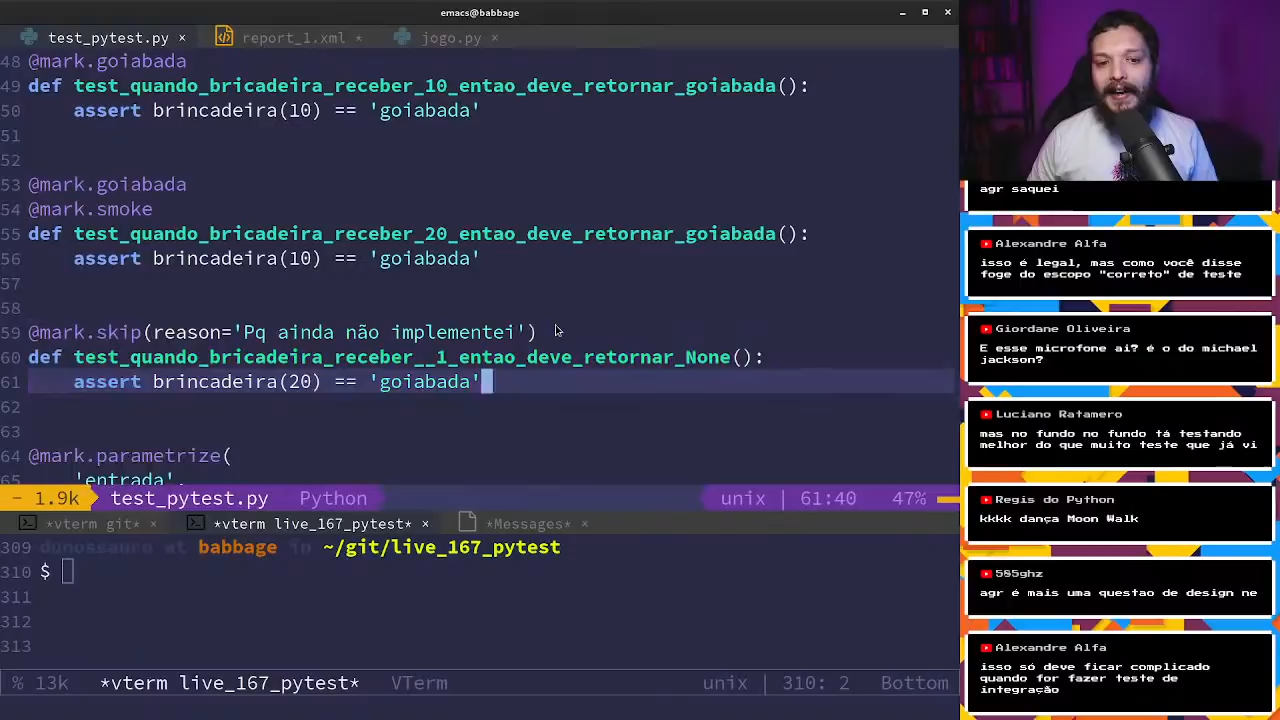 emacs@babbage
test_pytest.py ×
report_1.xml *
jogo.py ×
48 @mark.goiabada
49 def test_quando_bricadeira_receber_10_entao_deve_retornar_goiabada():
50 assert brincadeira(10) == 'goiabada'
51
52
53 @mark.goiabada
54 @mark.smoke
55 def test_quando_bricadeira_receber_20_entao_deve_retornar_goiabada():
56 assert brincadeira(10) == 'goiabada'
57
58
59 @mark.skip(reason='Pq ainda não implementei')
60 def test_quando_bricadeira_receber__1_entao_deve_retornar_None():
61 assert brincadeira(20) == 'goiabada'
62
63
64 @mark.parametrize(
65 'entrada',
- 1.9k test_pytest.py Python unix | 61:40 47%
*vterm git* ×
*vterm live_167_pytest* ×
*Messages* ×
309 dunossauro at babbage in ~/git/live_167_pytest
310 $
311
312
313
% 13k *vterm live_167_pytest* VTerm unix | 310: 2 Bottom
agr saquei
Alexandre Alfa
isso é legal, mas como você disse
foge do escopo "correto" de teste
Giordane Oliveira
E esse microfone ai? é o do michael
jackson?
Luciano Ratamero
mas no fundo no fundo tá testando
melhor do que muito teste que já vi
Regis do Python
kkkk dança Moon Walk
585ghz
agr é mais uma questao de design ne
Alexandre Alfa
isso só deve ficar complicado
quando for fazer teste de
integração